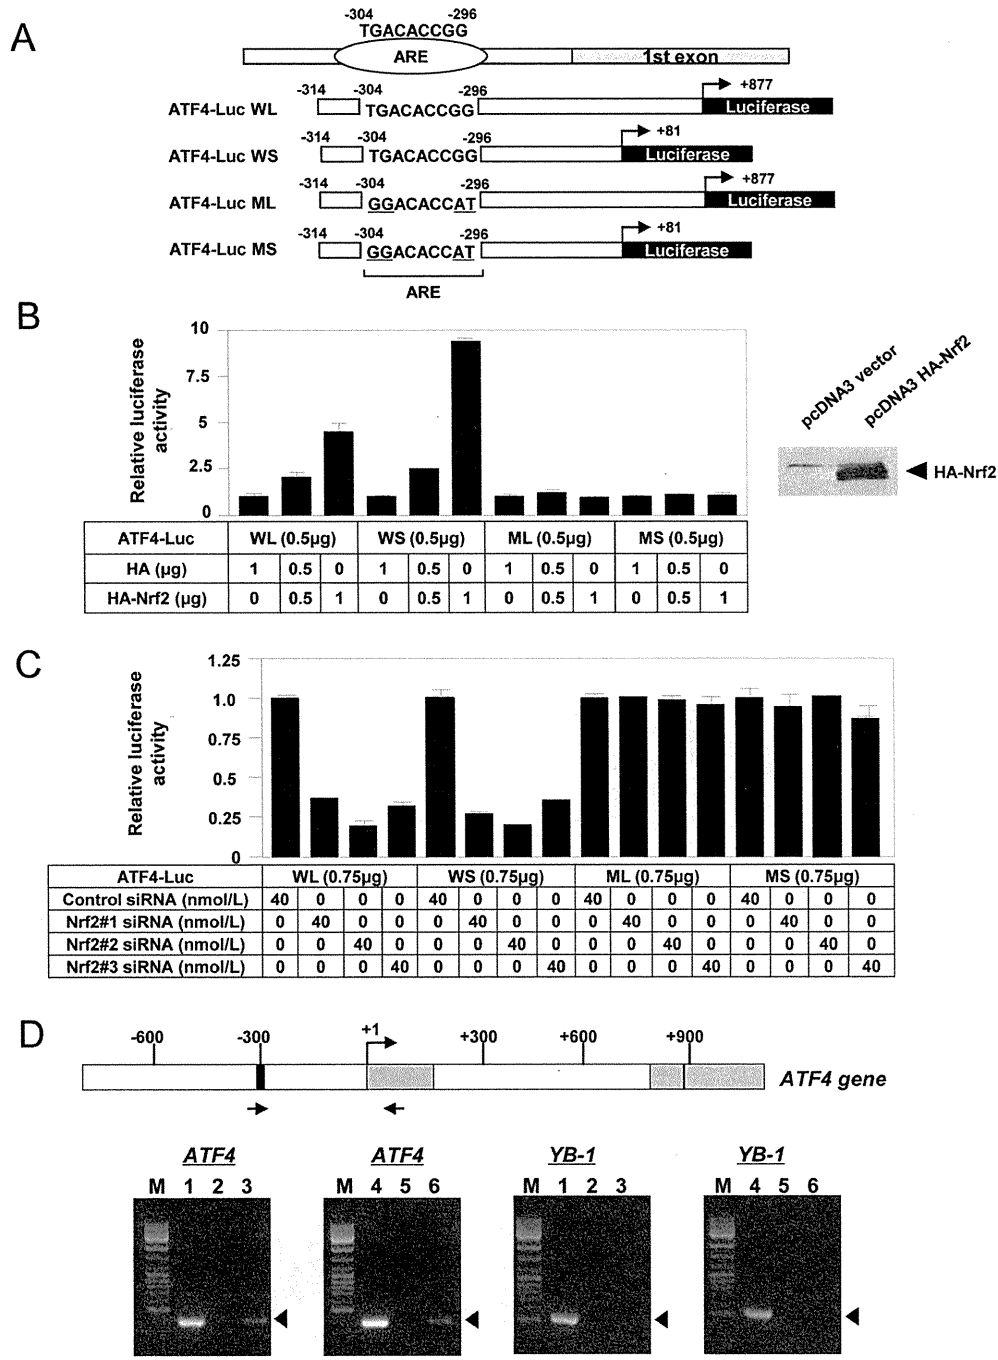 A
-304 -296
TGACACCGG
ARE 1st exon
-314 -304 -296 +877
ATF4-Luc WL TGACACCGG Luciferase
-314 -304 -296 +81
ATF4-Luc WS TGACACCGG Luciferase
-314 -304 -296 +877
ATF4-Luc ML GGACACCAT Luciferase
-314 -304 -296 +81
ATF4-Luc MS GGACACCAT Luciferase
ARE
B
Relative luciferase activity
10
7.5
5
2.5
0
pcDNA3 vector
pcDNA3 HA-Nrf2
HA-Nrf2
ATF4-Luc WL (0.5μg) WS (0.5μg) ML (0.5μg) MS (0.5μg)
HA (μg) 1 0.5 0 1 0.5 0 1 0.5 0 1 0.5 0
HA-Nrf2 (μg) 0 0.5 1 0 0.5 1 0 0.5 1 0 0.5 1
C
Relative luciferase activity
1.25
1.0
0.75
0.5
0.25
0
ATF4-Luc WL (0.75μg) WS (0.75μg) ML (0.75μg) MS (0.75μg)
Control siRNA (nmol/L) 40 0 0 0 40 0 0 0 40 0 0 0 40 0 0 0
Nrf2#1 siRNA (nmol/L) 0 40 0 0 0 40 0 0 0 40 0 0 0 40 0 0
Nrf2#2 siRNA (nmol/L) 0 0 40 0 0 0 40 0 0 0 40 0 0 0 40 0
Nrf2#3 siRNA (nmol/L) 0 0 0 40 0 0 0 40 0 0 0 40 0 0 0 40
D
-600 -300 +1 +300 +600 +900
ATF4 gene
ATF4 ATF4 YB-1 YB-1
M 1 2 3 M 4 5 6 M 1 2 3 M 4 5 6